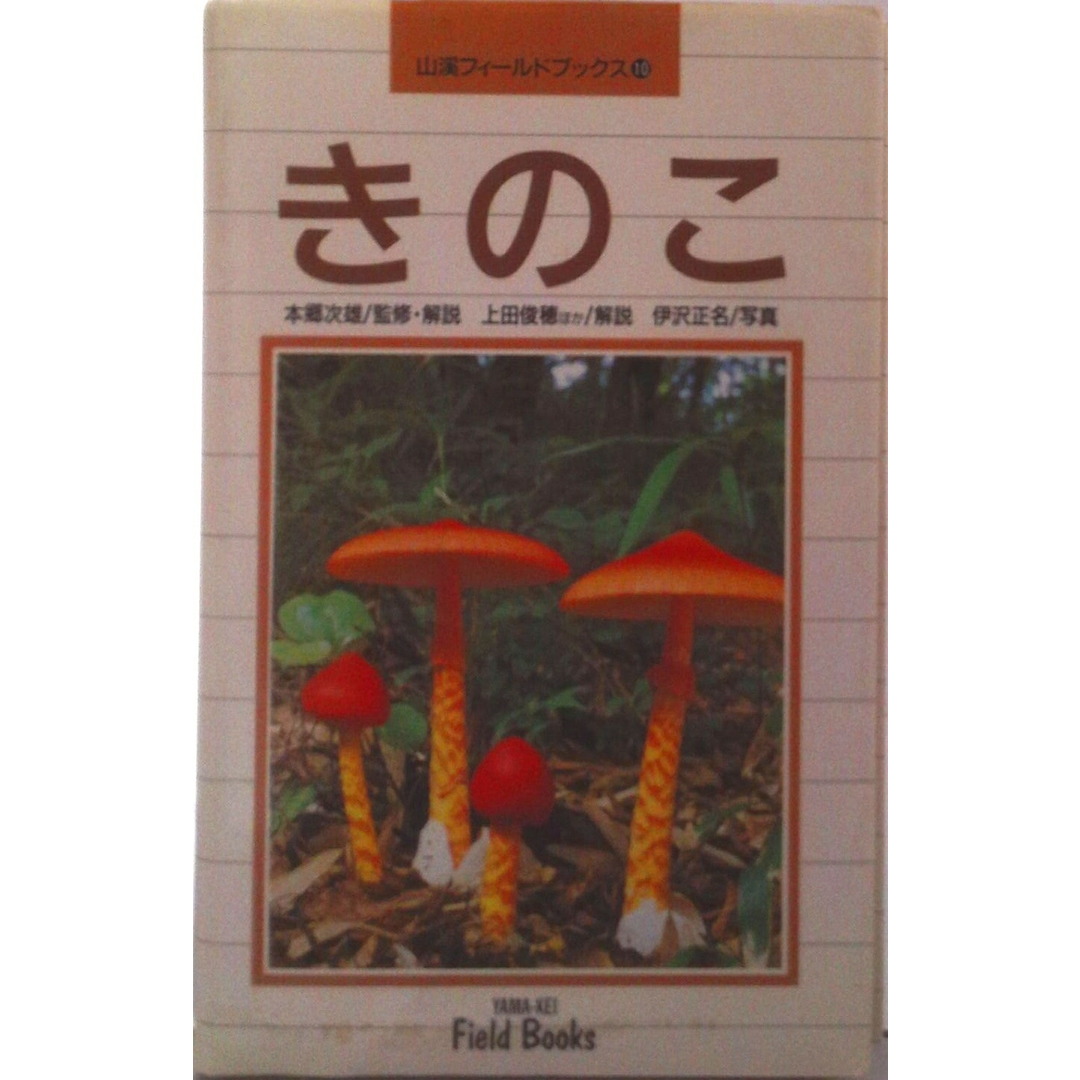 山溪フィールドブックス⑩
きのこ
本郷次雄/監修・解説 上田俊穂ほか/解説 伊沢正名/写真
YAMA-KEI
Field Books